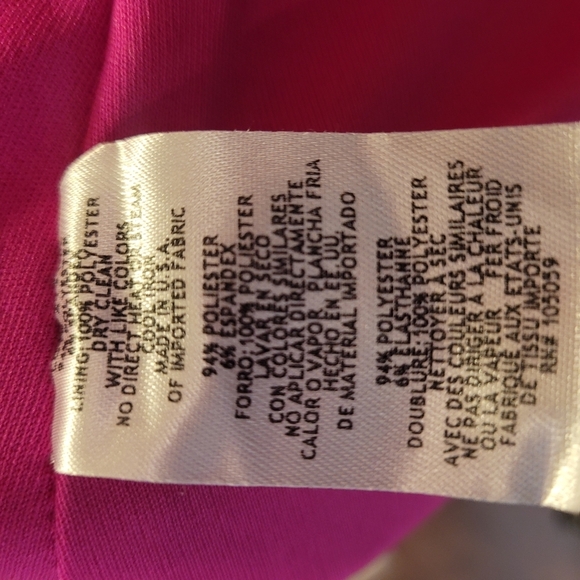 LINING: 100% POLYESTER
DRY CLEAN
WITH LIKE COLORS
NO DIRECT HEAT OR STEAM
COOL IRON
MADE IN U.S.A.
OF IMPORTED FABRIC
94% POLIESTER
6% ESPANDEX
FORRO: 100% POLIESTER
LAVAR EN SECO
CON COLORES SIMILARES
NO APLICAR DIRECTAMENTE
CALOR O VAPOR, PLANCHA FRIA
HECHO EN EE UU.
DE MATERIAL IMPORTADO
94% POLYESTER
6% ELASTHANNE
DOUBLURE: 100% POLYESTER
NETTOYER A SEC
AVEC DES COULEURS SIMILAIRES
NE PAS DIRIGER A LA CHALEUR
OU LA VAPEUR FER FROID
FABRIQUE AUX ETATS-UNIS
DE TISSU IMPORTE
RN# 105059